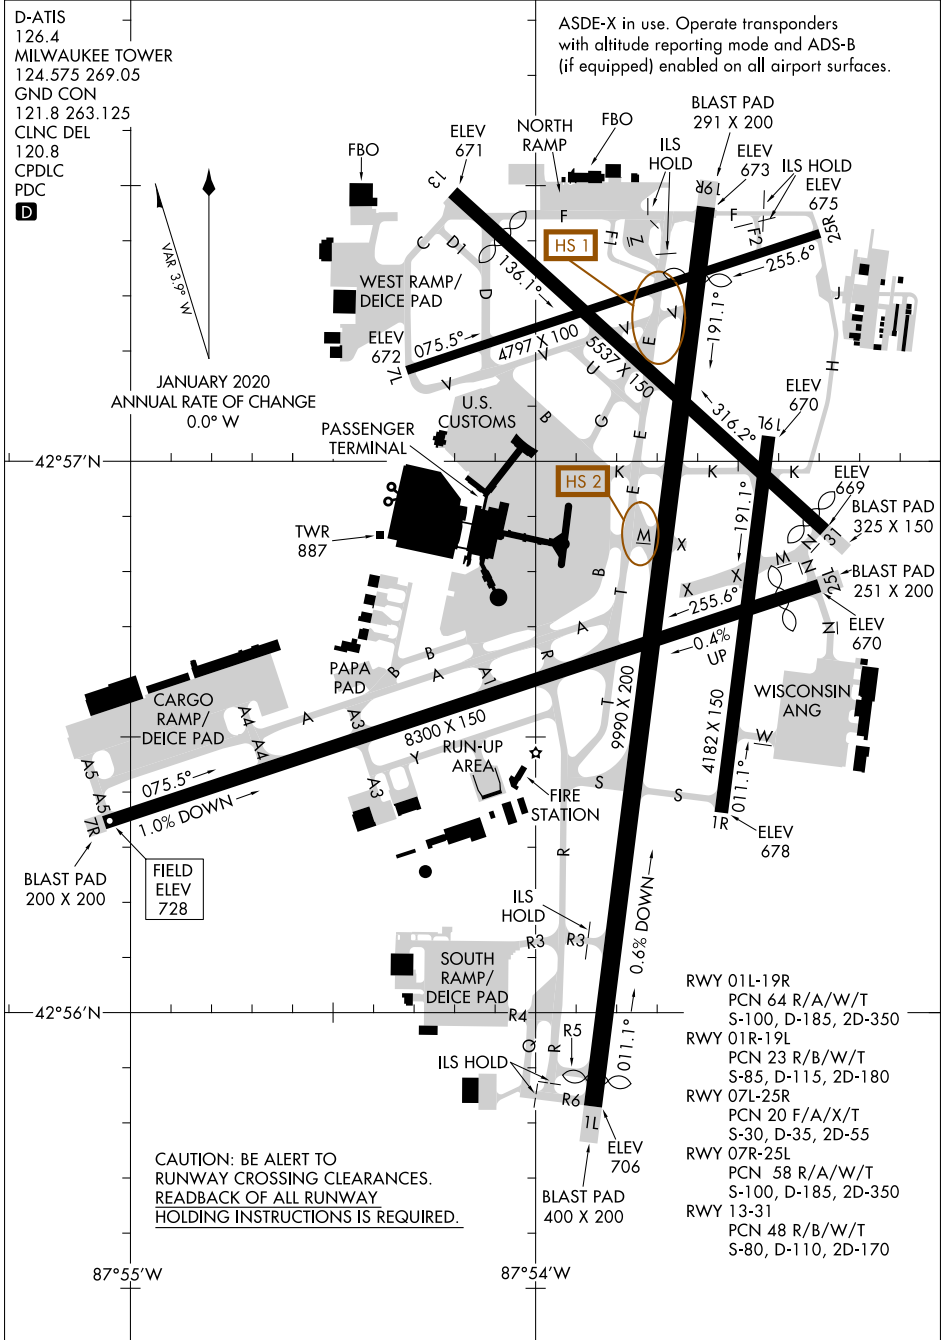 D-ATIS
126.4
MILWAUKEE TOWER
124.575 269.05
GND CON
121.8 263.125
CLNC DEL
120.8
CPDLC
PDC
D
ASDE-X in use. Operate transponders
with altitude reporting mode and ADS-B
(if equipped) enabled on all airport surfaces.
VAR 3.9° W
JANUARY 2020
ANNUAL RATE OF CHANGE
0.0° W
FBO
ELEV
671
13
NORTH
RAMP
FBO
ILS
HOLD
BLAST PAD
291 X 200
19R
ELEV
673
ILS HOLD
ELEV
675
25R
F
F1
Z
F
F2
HS 1
C
D1
D
136.1°
255.6°
191.1°
J
H
WEST RAMP/
DEICE PAD
ELEV
672
7L
075.5°
4797 X 100
5537 X 150
V
V
V
V
E
U
G
B
E
U.S.
CUSTOMS
PASSENGER
TERMINAL
316.2°
ELEV
670
19L
42°57'N
K
K
K
HS 2
E
M
X
X
X
191.1°
ELEV
669
31
BLAST PAD
325 X 150
N
N
W
25L
BLAST PAD
251 X 200
ELEV
670
N
TWR
887
B
T
A
R
255.6°
0.4%
UP
PAPA
PAD
B
B
A
A1
A
A3
A4
A4
CARGO
RAMP/
DEICE PAD
A5
A5
7R
075.5°
1.0% DOWN
8300 X 150
Y
A3
RUN-UP
AREA
FIRE
STATION
T
S
S
9990 X 200
4182 X 150
WISCONSIN
ANG
W
011.1°
1R
ELEV
678
BLAST PAD
200 X 200
FIELD
ELEV
728
R
ILS
HOLD
R3
R3
0.6% DOWN
SOUTH
RAMP/
DEICE PAD
42°56'N
R4
Q
R
R5
011.1°
ILS HOLD
R6
1L
ELEV
706
BLAST PAD
400 X 200
RWY 01L-19R
PCN 64 R/A/W/T
S-100, D-185, 2D-350
RWY 01R-19L
PCN 23 R/B/W/T
S-85, D-115, 2D-180
RWY 07L-25R
PCN 20 F/A/X/T
S-30, D-35, 2D-55
RWY 07R-25L
PCN 58 R/A/W/T
S-100, D-185, 2D-350
RWY 13-31
PCN 48 R/B/W/T
S-80, D-110, 2D-170
CAUTION: BE ALERT TO
RUNWAY CROSSING CLEARANCES.
READBACK OF ALL RUNWAY
HOLDING INSTRUCTIONS IS REQUIRED.
87°55'W
87°54'W